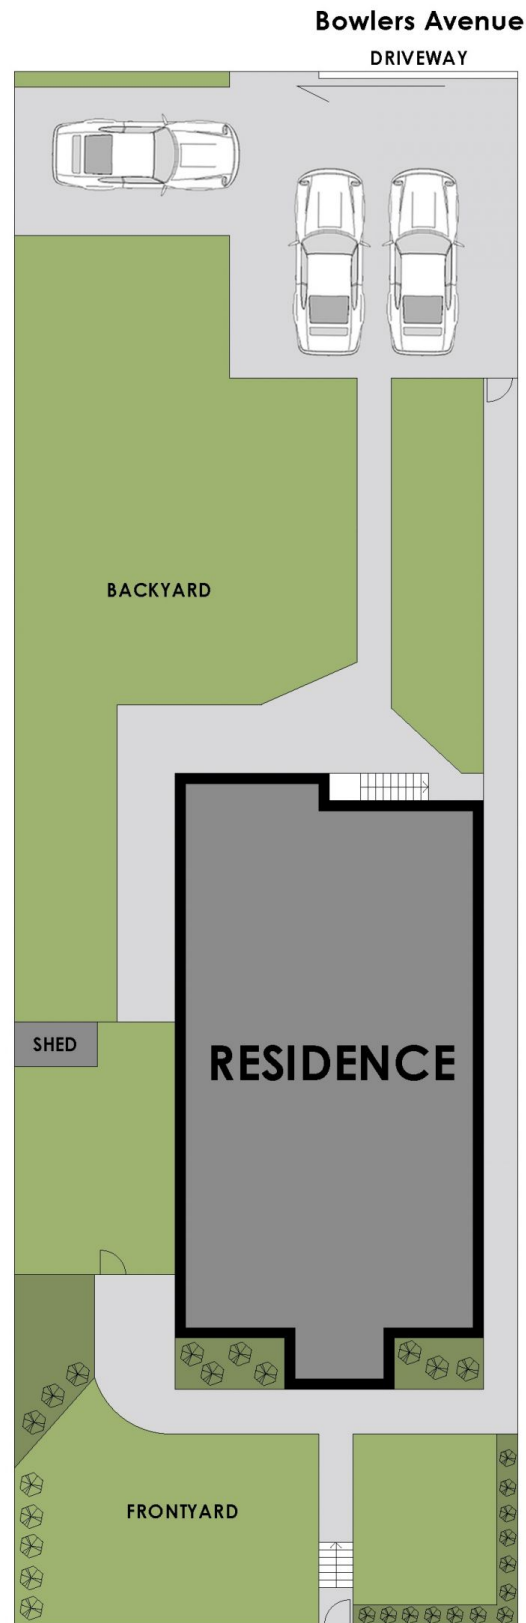 Bowlers Avenue
DRIVEWAY
BACKYARD
SHED
RESIDENCE
FRONTYARD